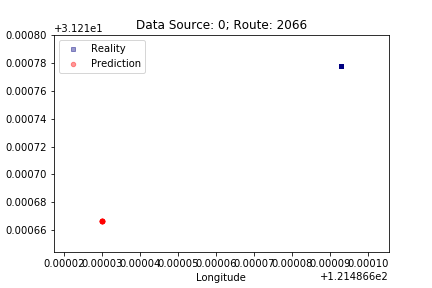 Data Source: 0; Route: 2066
+3.121e1
0.00080
0.00078
0.00076
0.00074
0.00072
0.00070
0.00068
0.00066
Reality
Prediction
0.00002 0.00003 0.00004 0.00005 0.00006 0.00007 0.00008 0.00009 0.00010
Longitude
+1.214866e2